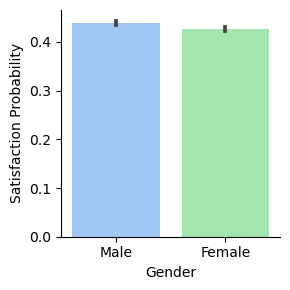 Satisfaction Probability
0.4
0.3
0.2
0.1
0.0
Male
Female
Gender